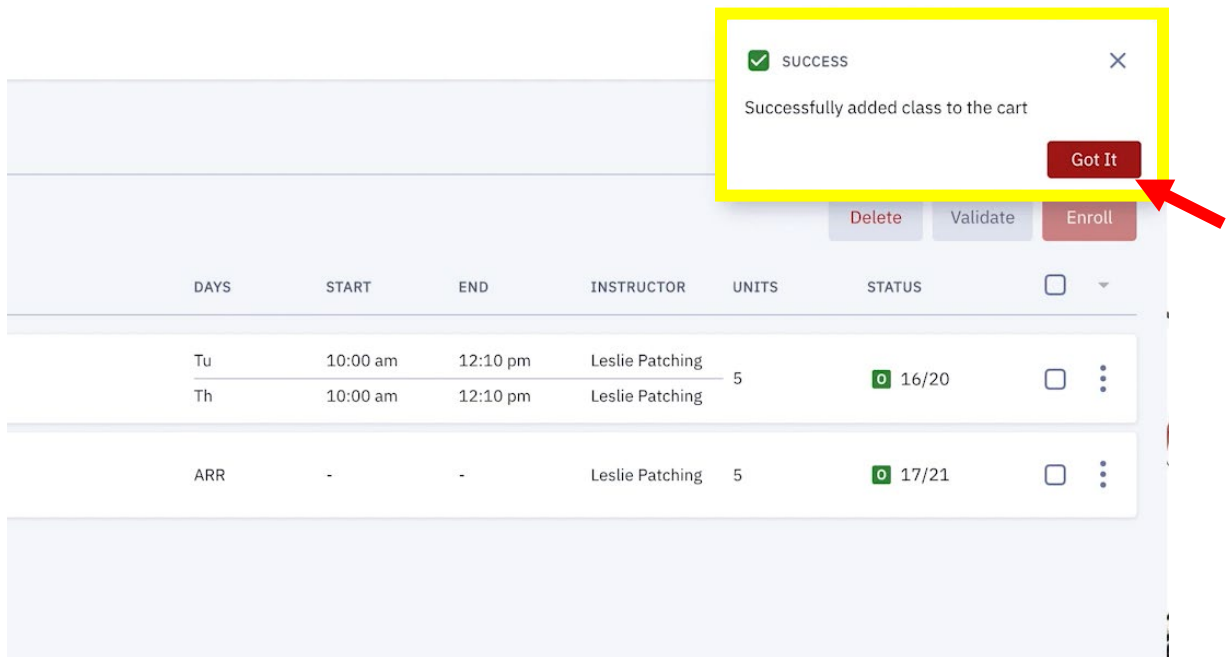 SUCCESS
Successfully added class to the cart
Got It
Delete Validate Enroll
DAYS START END INSTRUCTOR UNITS STATUS
Tu 10:00 am 12:10 pm Leslie Patching
5 O 16/20
Th 10:00 am 12:10 pm Leslie Patching
ARR - - Leslie Patching 5 O 17/21